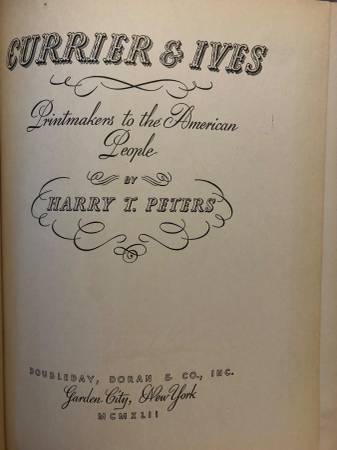 CURRIER & IVES
Printmakers to the American
People
BY
HARRY T. PETERS
DOUBLEDAY, DORAN & CO., INC.
Garden City, New York
MCMXLII